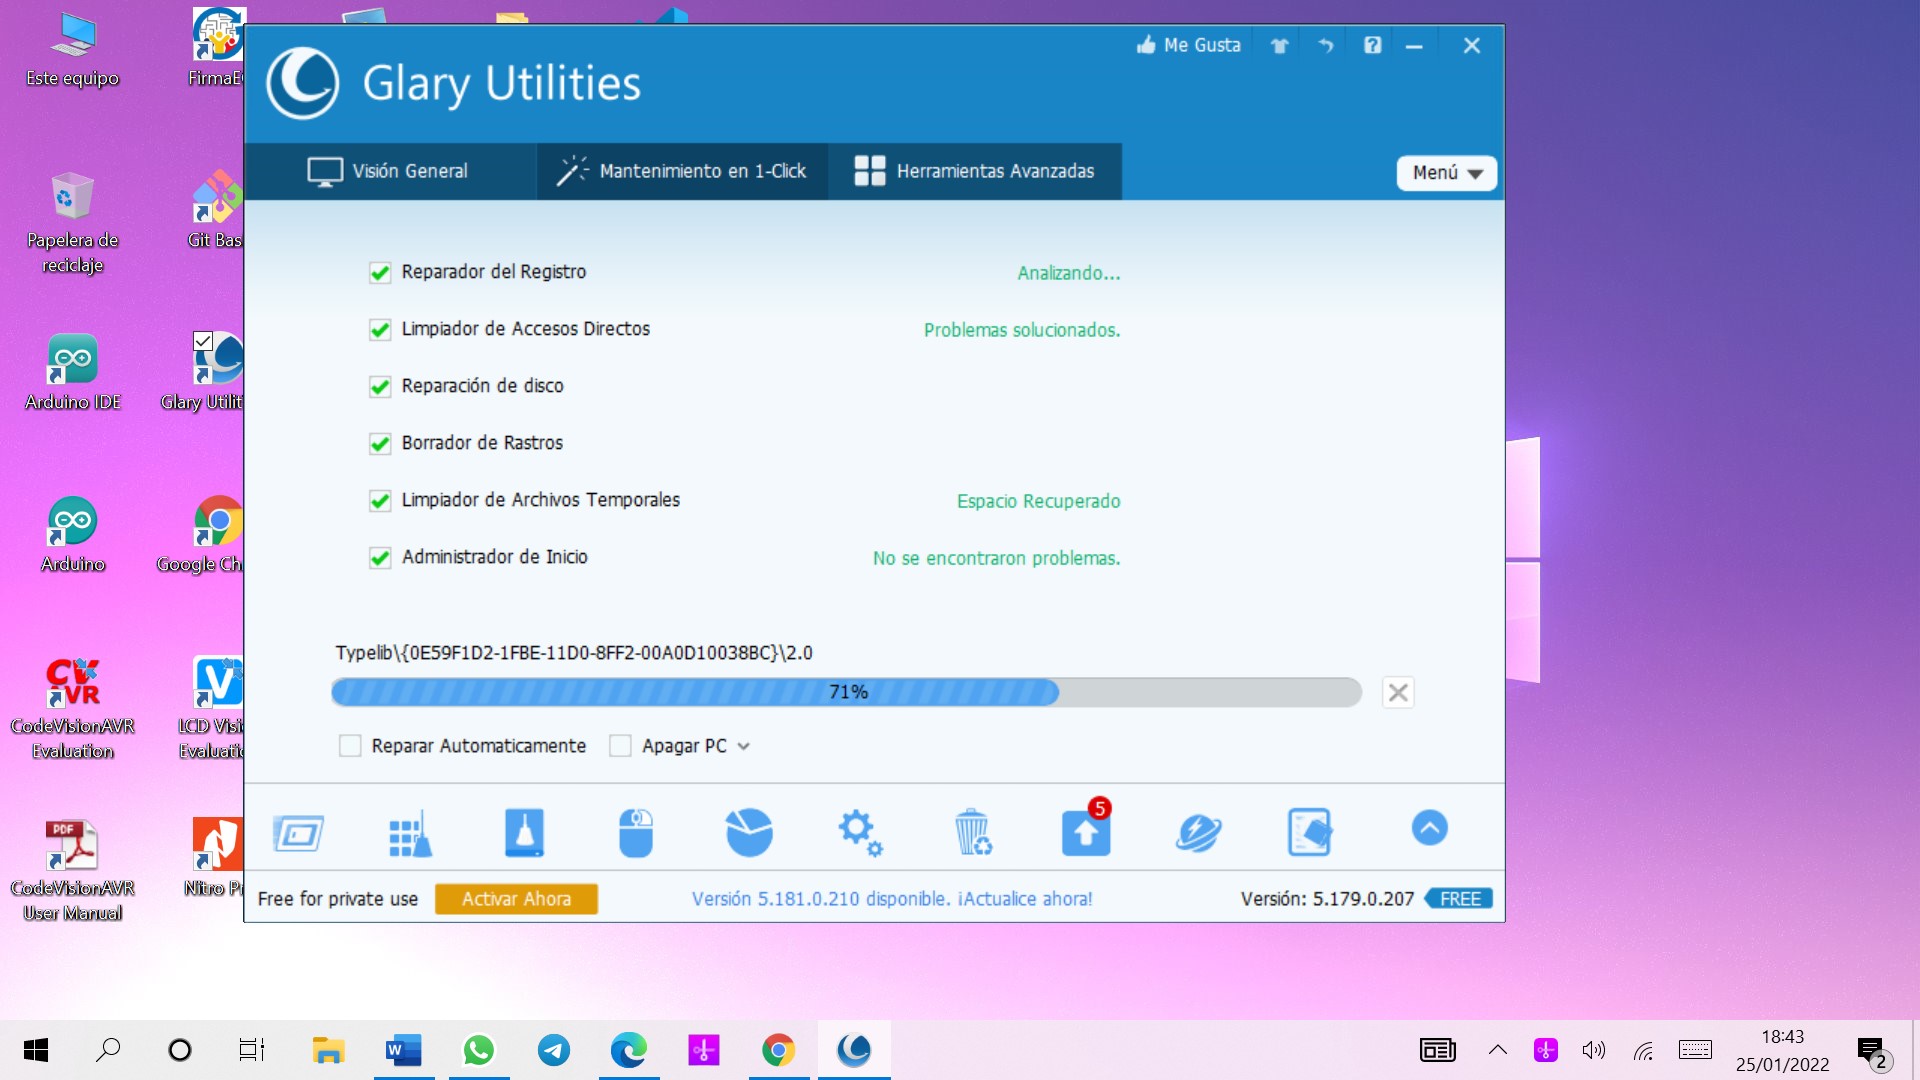 Este equipo
FirmaE
Papelera de
reciclaje
Git Bas
Arduino IDE
Glary Utilit
Arduino
Google Ch
CodeVisionAVR
Evaluation
LCD Visi
Evaluatio
PDF
CodeVisionAVR
User Manual
Nitro Pr
Me Gusta
Glary Utilities
Visión General
Mantenimiento en 1-Click
Herramientas Avanzadas
Menú
Reparador del Registro
Analizando...
Limpiador de Accesos Directos
Problemas solucionados.
Reparación de disco
Borrador de Rastros
Limpiador de Archivos Temporales
Espacio Recuperado
Administrador de Inicio
No se encontraron problemas.
Typelib\{0E59F1D2-1FBE-11D0-8FF2-00A0D10038BC}\2.0
71%
Reparar Automaticamente
Apagar PC
5
Free for private use
Activar Ahora
Versión 5.181.0.210 disponible. ¡Actualice ahora!
Versión: 5.179.0.207
FREE
18:43
25/01/2022
2